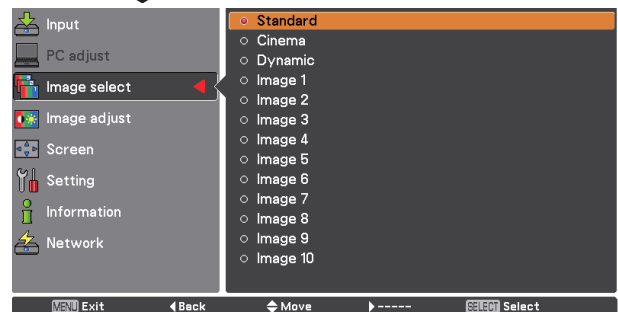 Input
PC adjust
Image select
Image adjust
Screen
Setting
Information
Network
Standard
Cinema
Dynamic
Image 1
Image 2
Image 3
Image 4
Image 5
Image 6
Image 7
Image 8
Image 9
Image 10
MENU Exit Back Move ----- SELECT Select